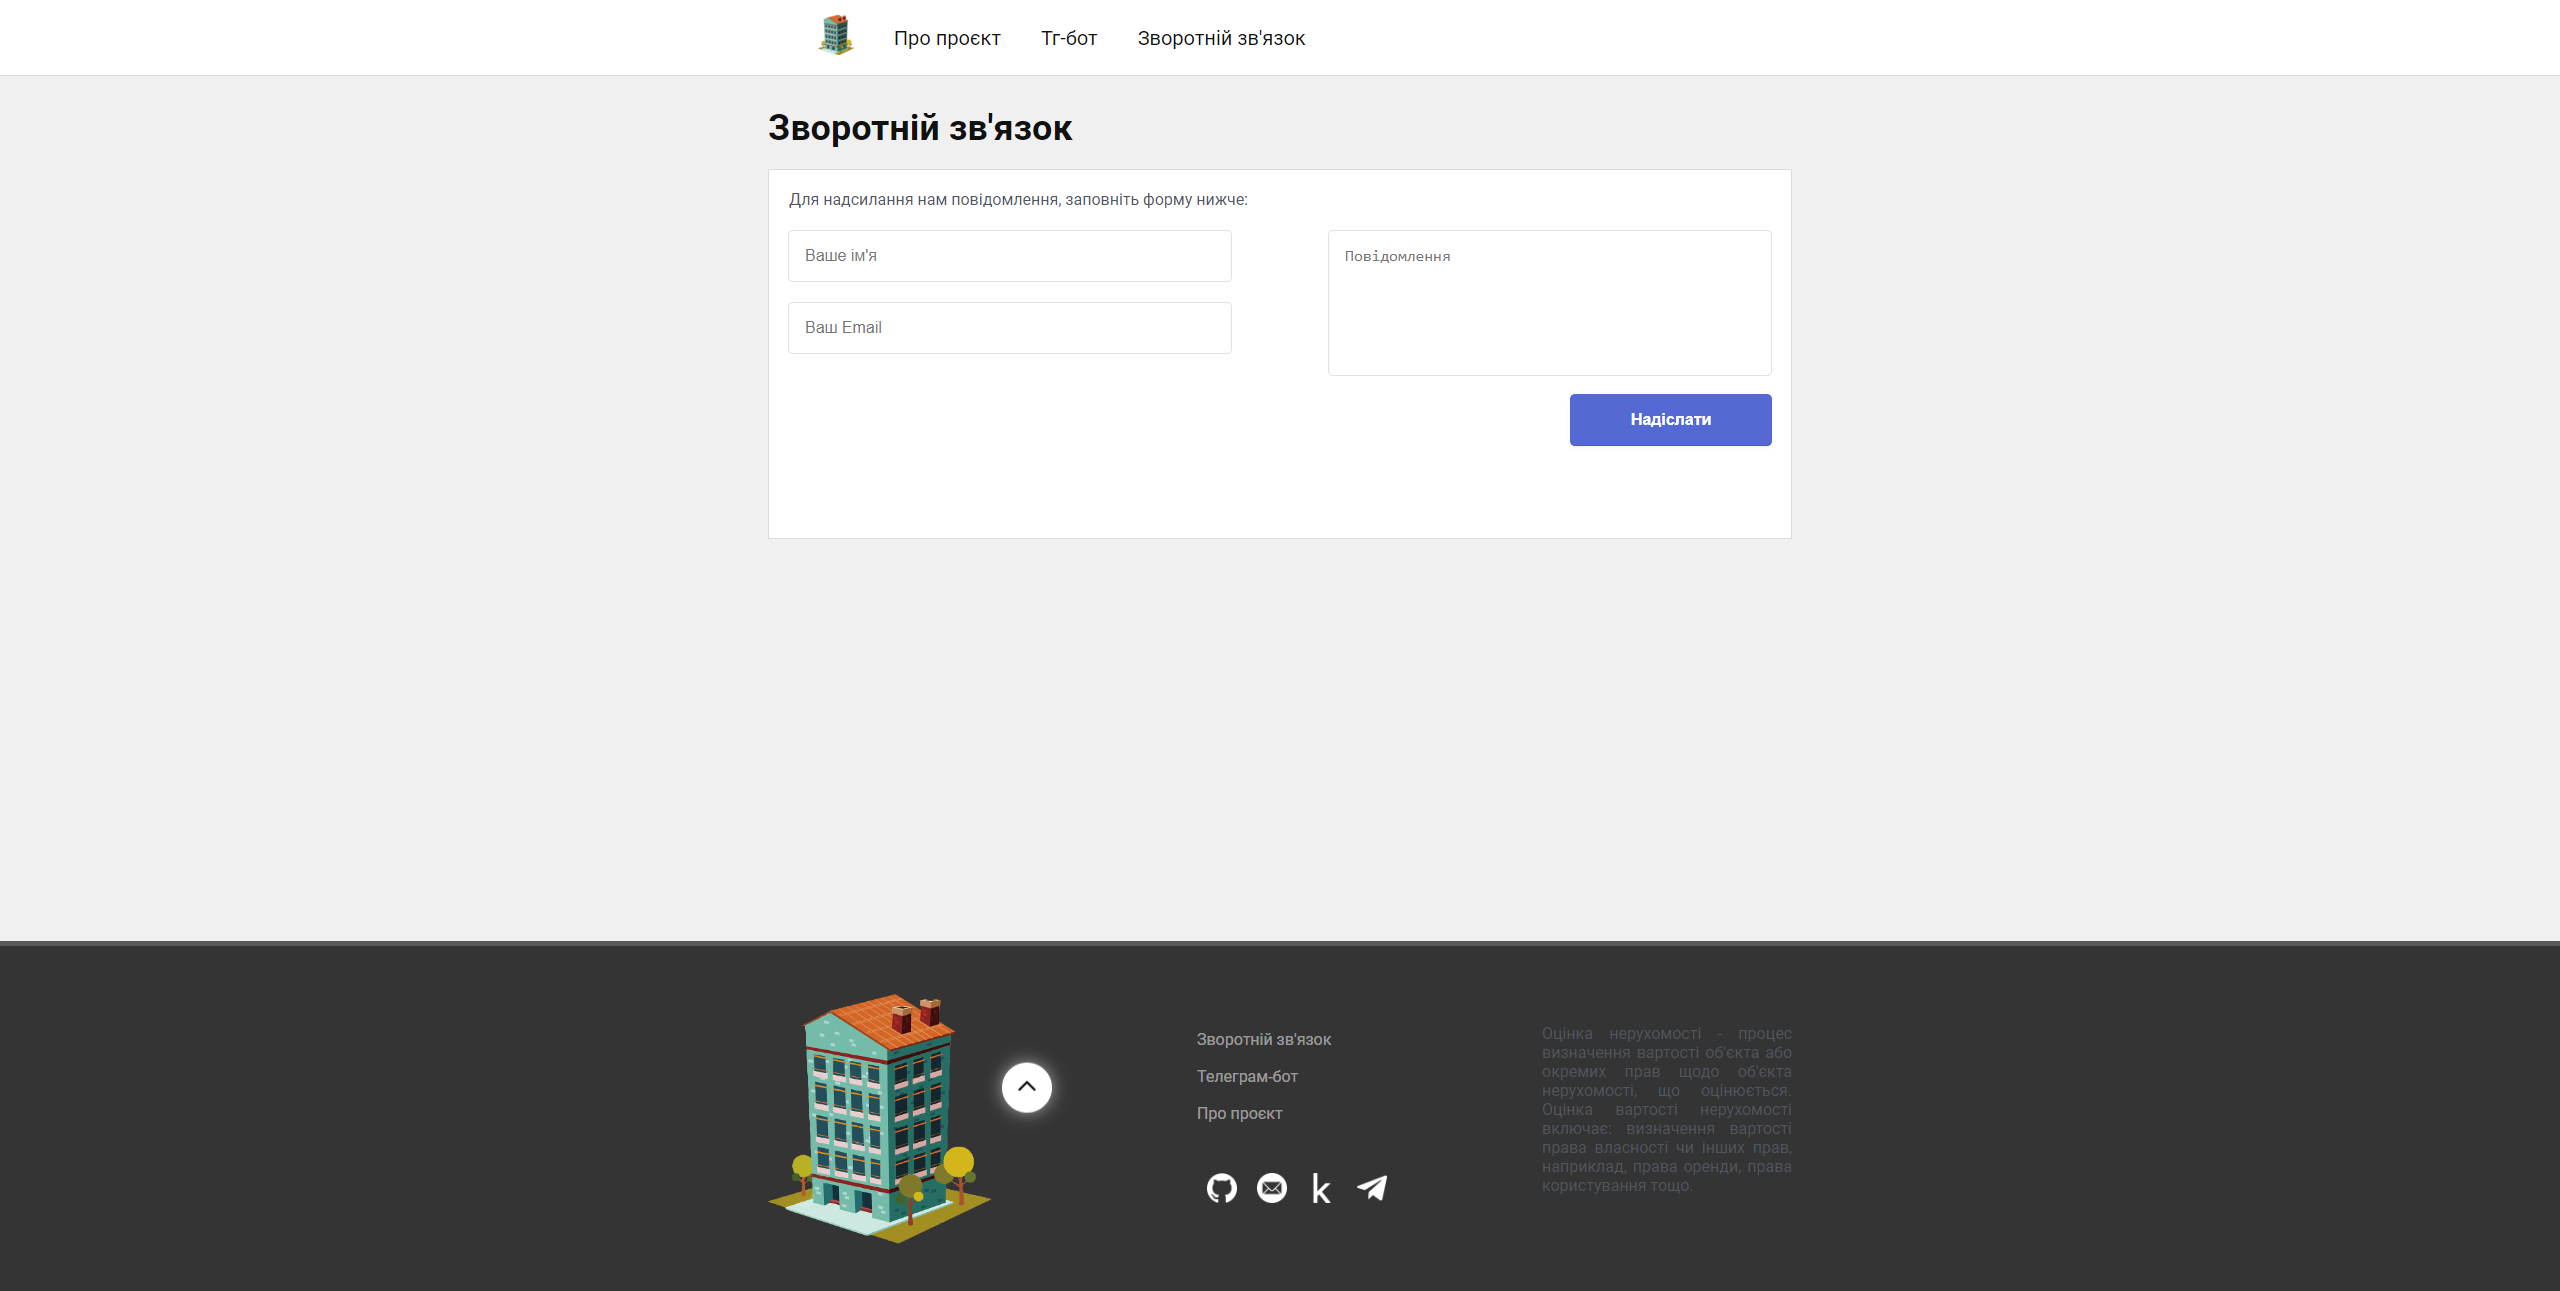 Про проєкт
Тг-бот
Зворотній зв'язок
Зворотній зв'язок
Для надсилання нам повідомлення, заповніть форму нижче:
Ваше ім'я
Ваш Email
Повідомлення
Надіслати
Зворотній зв'язок
Телеграм-бот
Про проєкт
k
Оцінка нерухомості - процес
визначення вартості об'єкта або
окремих прав щодо об'єкта
нерухомості, що оцінюється.
Оцінка вартості нерухомості
включає: визначення вартості
права власності чи інших прав,
наприклад, права оренди, права
користування тощо.